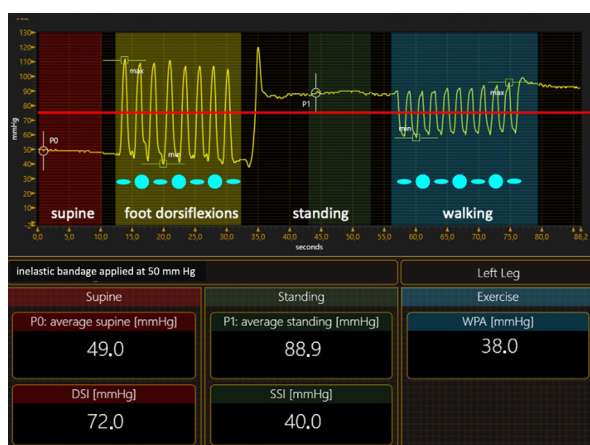 130
120
110
100
90
80
70
60
50
40
30
20
10
mmHg
P0
max
min
P1
max
min
supine foot dorsiflexions standing walking
0,0 5,0 10,0 15,0 20,0 25,0 30,0 35,0 40,0 45,0 50,0 55,0 60,0 65,0 70,0 75,0 80,0 86,2
seconds
inelastic bandage applied at 50 mm Hg
Left Leg
Supine Standing Exercise
P0: average supine [mmHg] P1: average standing [mmHg] WPA [mmHg]
49.0 88.9 38.0
DSI [mmHg] SSI [mmHg]
72.0 40.0